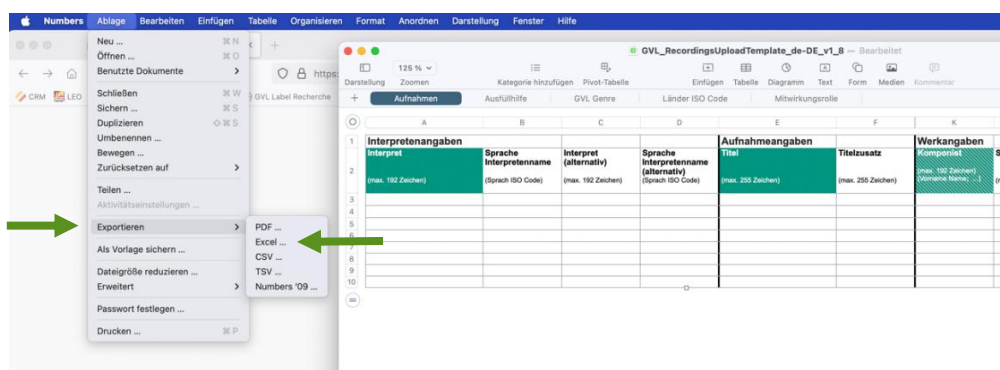 Numbers Ablage Bearbeiten Einfügen Tabelle Organisieren Format Anordnen Darstellung Fenster Hilfe
Neu ... ⌘ N
Öffnen ... ⌘ O
Benutzte Dokumente >
Schließen ⌘ W
Sichern ... ⌘ S
Duplizieren ⇧ ⌘ S
Umbenennen ...
Bewegen ...
Zurücksetzen auf >
Teilen ...
Aktivitätseinstellungen ...
Exportieren >
Als Vorlage sichern ...
Dateigröße reduzieren ...
Erweitert >
Passwort festlegen ...
Drucken ... ⌘ P
PDF ...
Excel ...
CSV ...
TSV ...
Numbers '09 ...
https:
CRM LEO GVL Label Recherche
GVL_RecordingsUploadTemplate_de-DE_v1_8 — Bearbeitet
125 %
Darstellung Zoomen Kategorie hinzufügen Pivot-Tabelle Einfügen Tabelle Diagramm Text Form Medien Kommentar
+ Aufnahmen Ausfüllhilfe GVL Genre Länder ISO Code Mitwirkungsrolle
A B C D E F K
1 Interpretenangaben Aufnahmeangaben Werkangaben
2 Interpret
(max. 192 Zeichen)
Sprache
Interpretenname
(Sprach ISO Code)
Interpret
(alternativ)
(max. 192 Zeichen)
Sprache
Interpretenname
(alternativ)
(Sprach ISO Code)
Titel
(max. 255 Zeichen)
Titelzusatz
(max. 255 Zeichen)
Komponist
(max. 192 Zeichen)
(Vorname Name; ...)
3
4
5
6
7
8
9
10